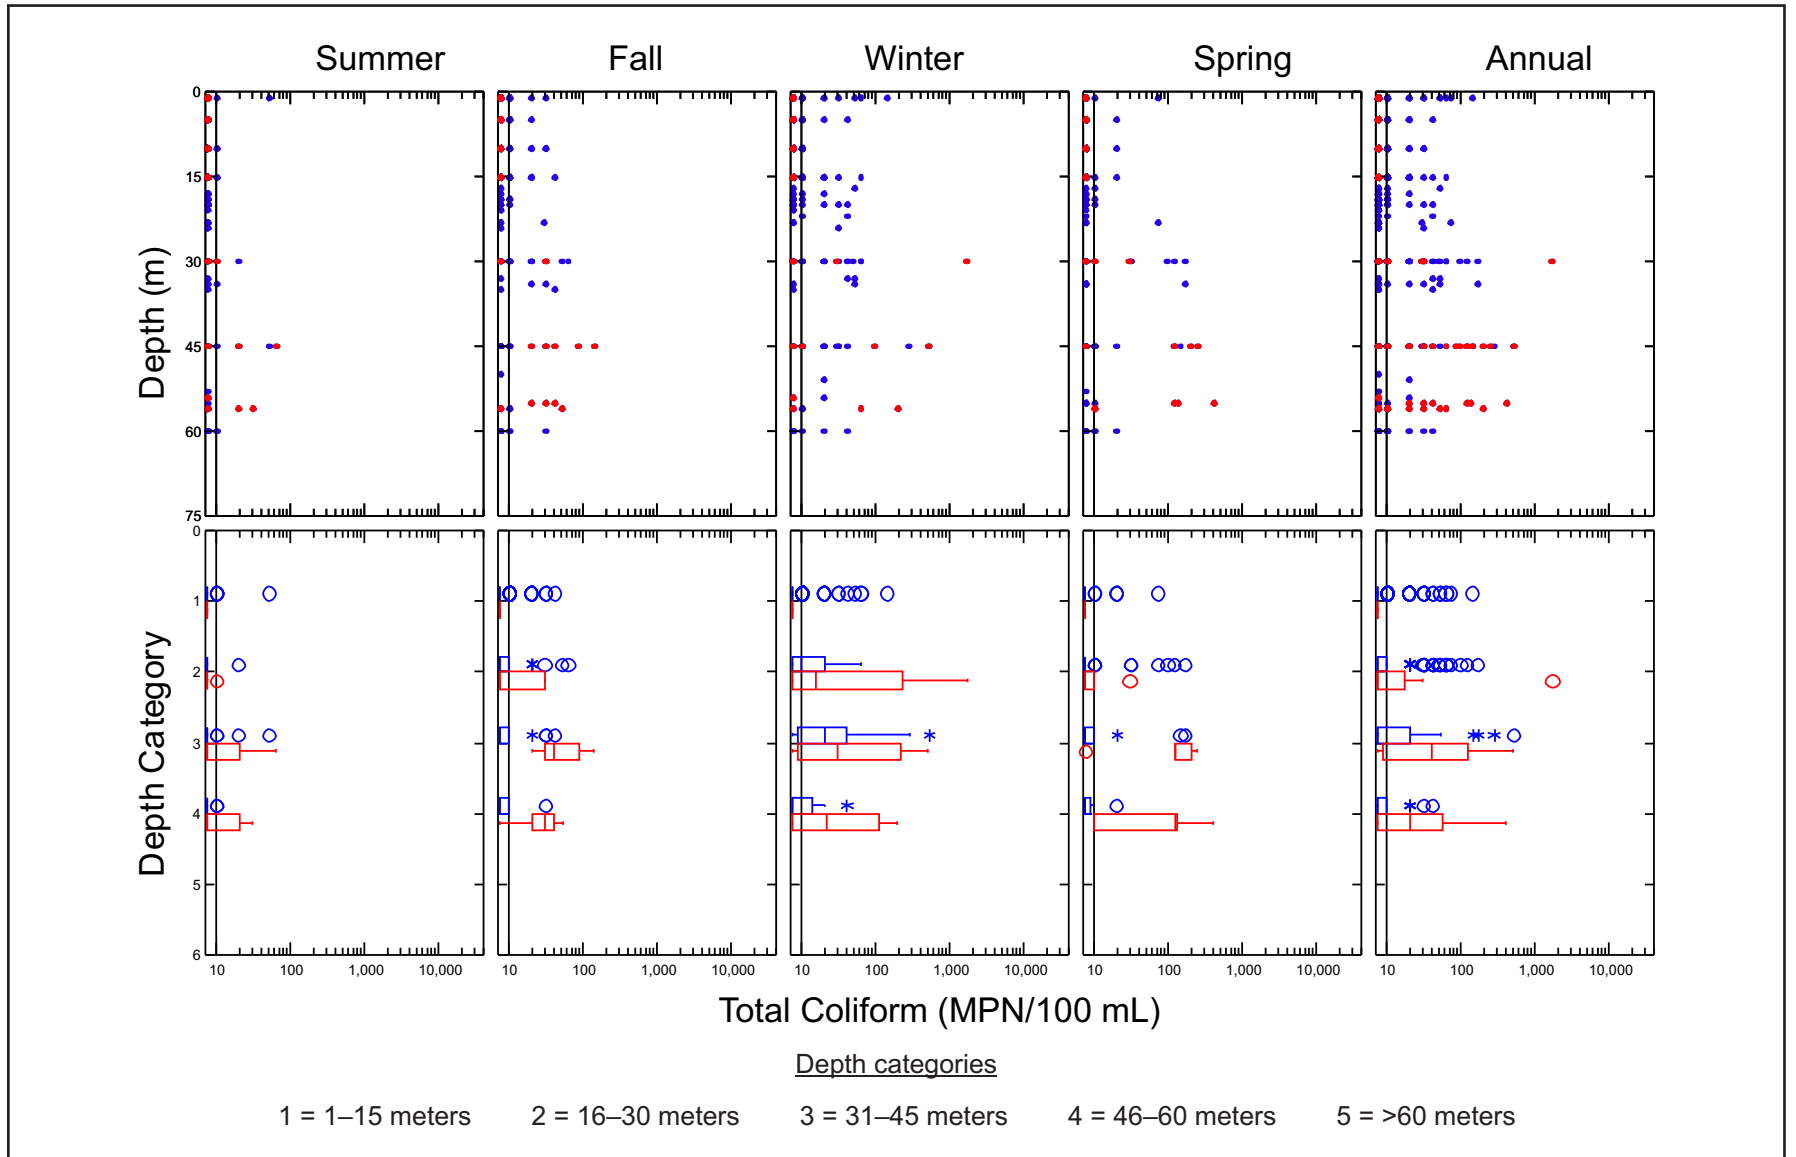 Summer Fall Winter Spring Annual
Depth (m)
0
15
30
45
60
75
Depth Category
0
1
2
3
4
5
6
10 100 1,000 10,000 10 100 1,000 10,000 10 100 1,000 10,000 10 100 1,000 10,000 10 100 1,000 10,000
Total Coliform (MPN/100 mL)
Depth categories
1 = 1–15 meters 2 = 16–30 meters 3 = 31–45 meters 4 = 46–60 meters 5 = >60 meters